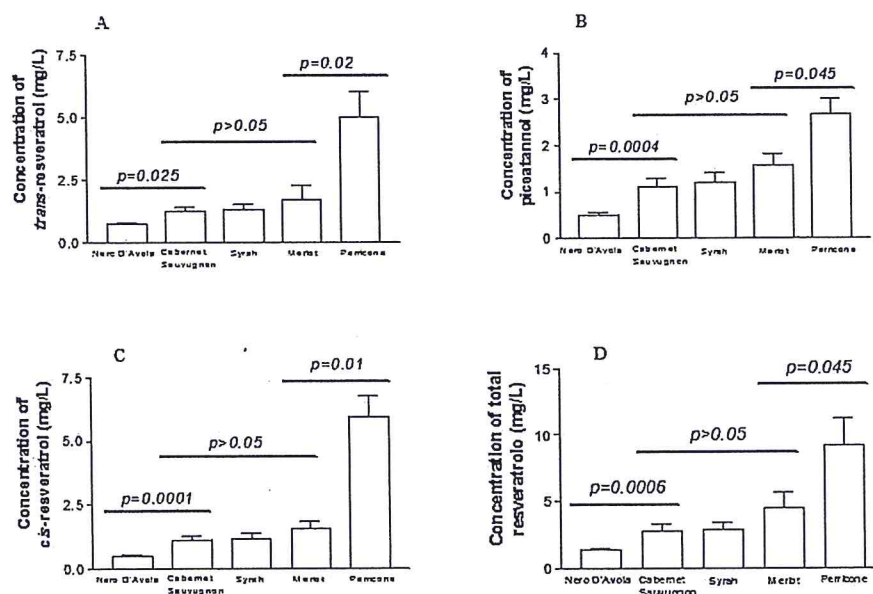 A
Concentration of
trans-resveratrol (mg/L)
7.5
5.0
2.5
0.0
p=0.025
p>0.05
p=0.02
Nero D'Avola
Cabernet
Sauvugnon
Syrah
Merlot
Perricone
B
Concentration of
piceatannol (mg/L)
4
3
2
1
0
p=0.0004
p>0.05
p=0.045
Nero D'Avola
Cabernet
Sauvugnon
Syrah
Merlot
Perricone
C
Concentration of
cis-resveratrol (mg/L)
7.5
5.0
2.5
0.0
p=0.0001
p>0.05
p=0.01
Nero D'Avola
Cabernet
Sauvugnon
Syrah
Merlot
Perricone
D
Concentration of total
resveratrolo (mg/L)
15
10
5
0
p=0.0006
p>0.05
p=0.045
Nero D'Avola
Cabernet
Sauvugnon
Syrah
Merlot
Perricone